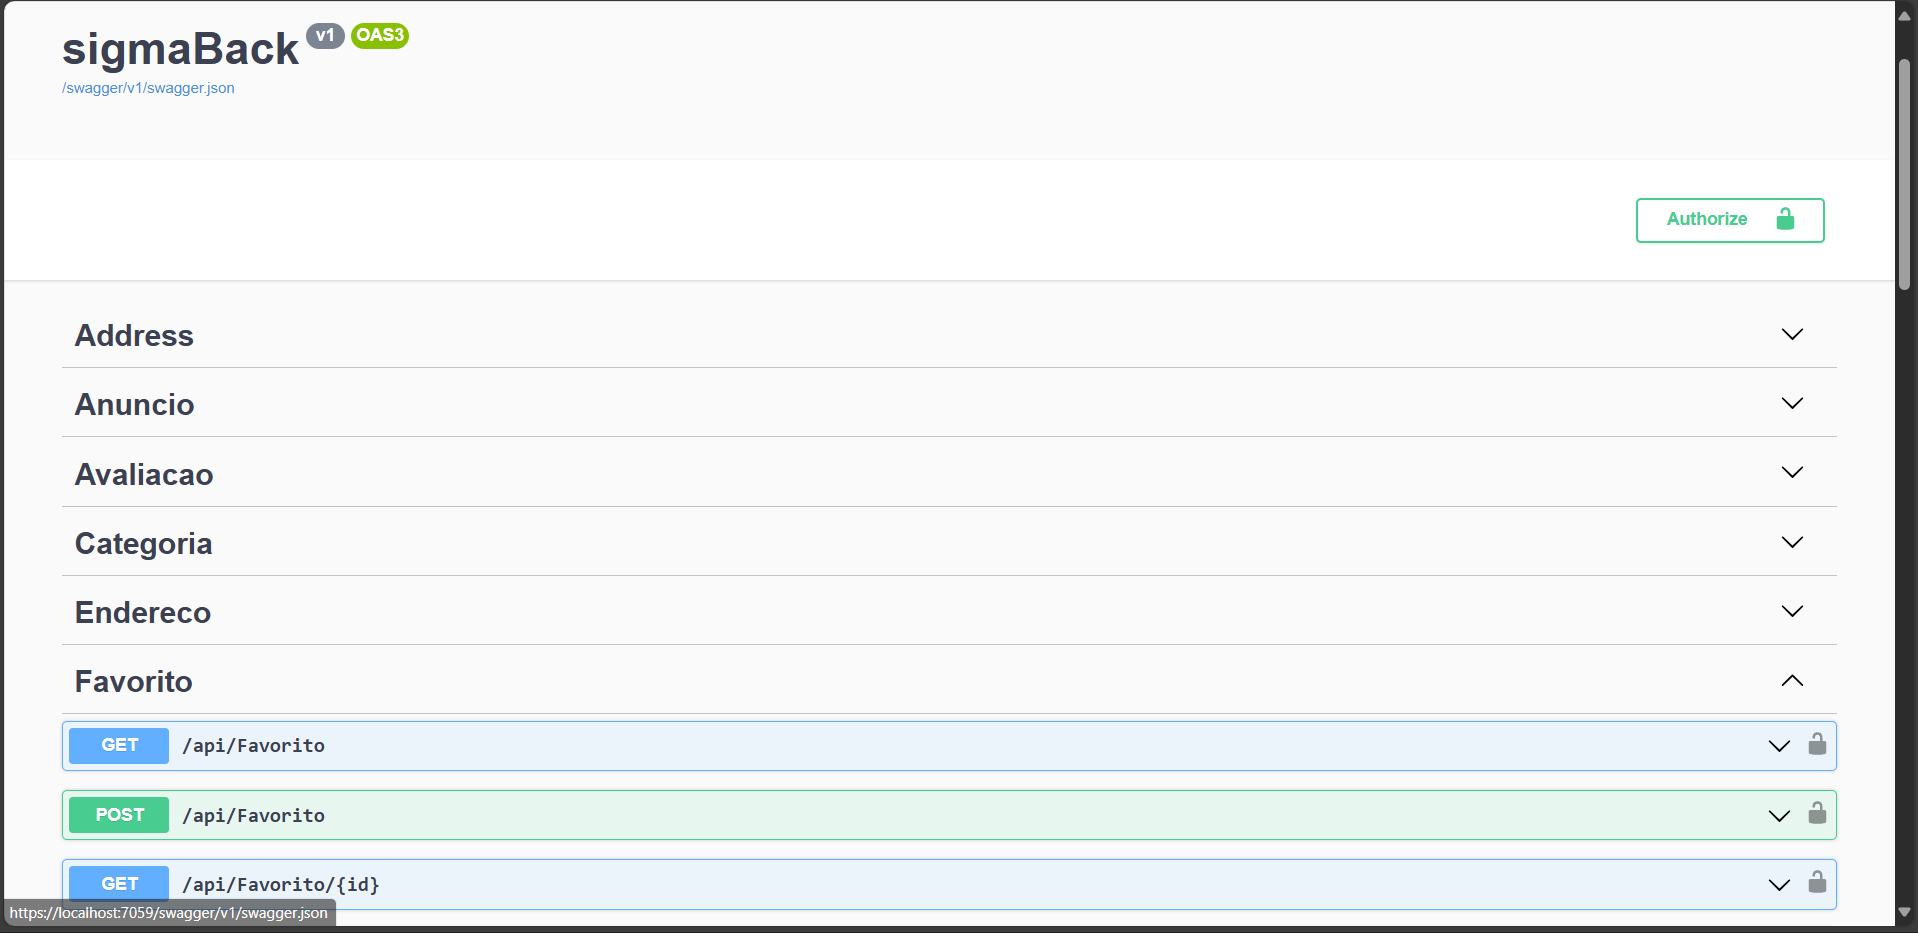 sigmaBack v1 OAS3
/swagger/v1/swagger.json
Authorize
Address
Anuncio
Avaliacao
Categoria
Endereco
Favorito
GET /api/Favorito
POST /api/Favorito
GET /api/Favorito/{id}
https://localhost:7059/swagger/v1/swagger.json